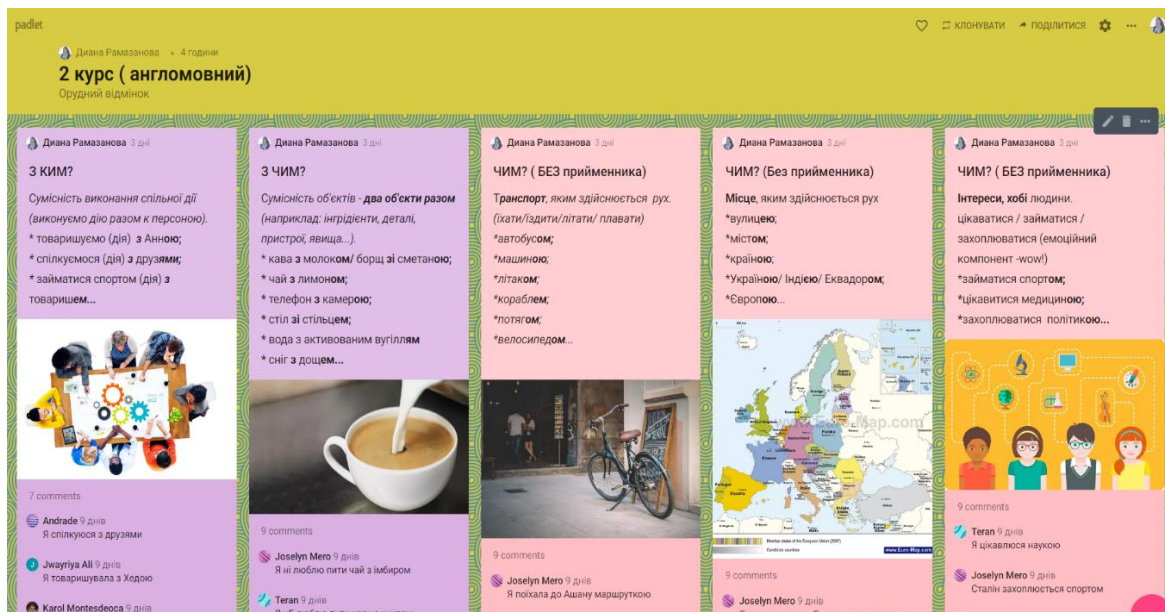 padlet
КЛОНУВАТИ
ПОДІЛИТИСЯ
Диана Рамазанова • 4 години
2 курс ( англомовний)
Орудний відмінок
Диана Рамазанова 3 дні
З КИМ?
Сумісність виконання спільної дії
(виконуємо дію разом к персоною).
* товаришуємо (дія) з Анною;
* спілкуємося (дія) з друзями;
* займатися спортом (дія) з
товаришем...
7 comments
Andrade 9 днів
Я спілкуюся з друзями
Jwayriya Ali 9 днів
Я товаришувала з Хедою
Karol Montesdeoca 9 днів
Диана Рамазанова 3 дні
З ЧИМ?
Сумісність об'єктів - два об'єкти разом
(наприклад: інгрідієнти, деталі,
пристрої, явища...).
* кава з молоком/ борщ зі сметаною;
* чай з лимоном;
* телефон з камерою;
* стіл зі стільцем;
* вода з активованим вугіллям
* сніг з дощем...
9 comments
Joselyn Mero 9 днів
Я ні люблю пити чай з імбиром
Teran 9 днів
Диана Рамазанова 3 дні
ЧИМ? ( БЕЗ прийменника)
Транспорт, яким здійснюється рух.
(їхати/їздити/літати/ плавати)
*автобусом;
*машиною;
*літаком;
*кораблем;
*потягом;
*велосипедом...
9 comments
Joselyn Mero 9 днів
Я поїхала до Ашану маршруткою
Диана Рамазанова 3 дні
ЧИМ? (Без прийменника)
Місце, яким здійснюється рух
*вулицею;
*містом;
*країною;
*Україною/ Індією/ Еквадором;
*Європою...
www.Euro-Map.com
9 comments
Joselyn Mero 9 днів
Диана Рамазанова 3 дні
ЧИМ? ( БЕЗ прийменника)
Інтереси, хобі людини.
цікаватися / займатися /
захоплюватися (емоційний
компонент -wow!)
*займатися спортом;
*цікавитися медициною;
*захоплюватися політикою...
9 comments
Teran 9 днів
Я цікавлюся наукою
Joselyn Mero 9 днів
Сталін захоплюється спортом